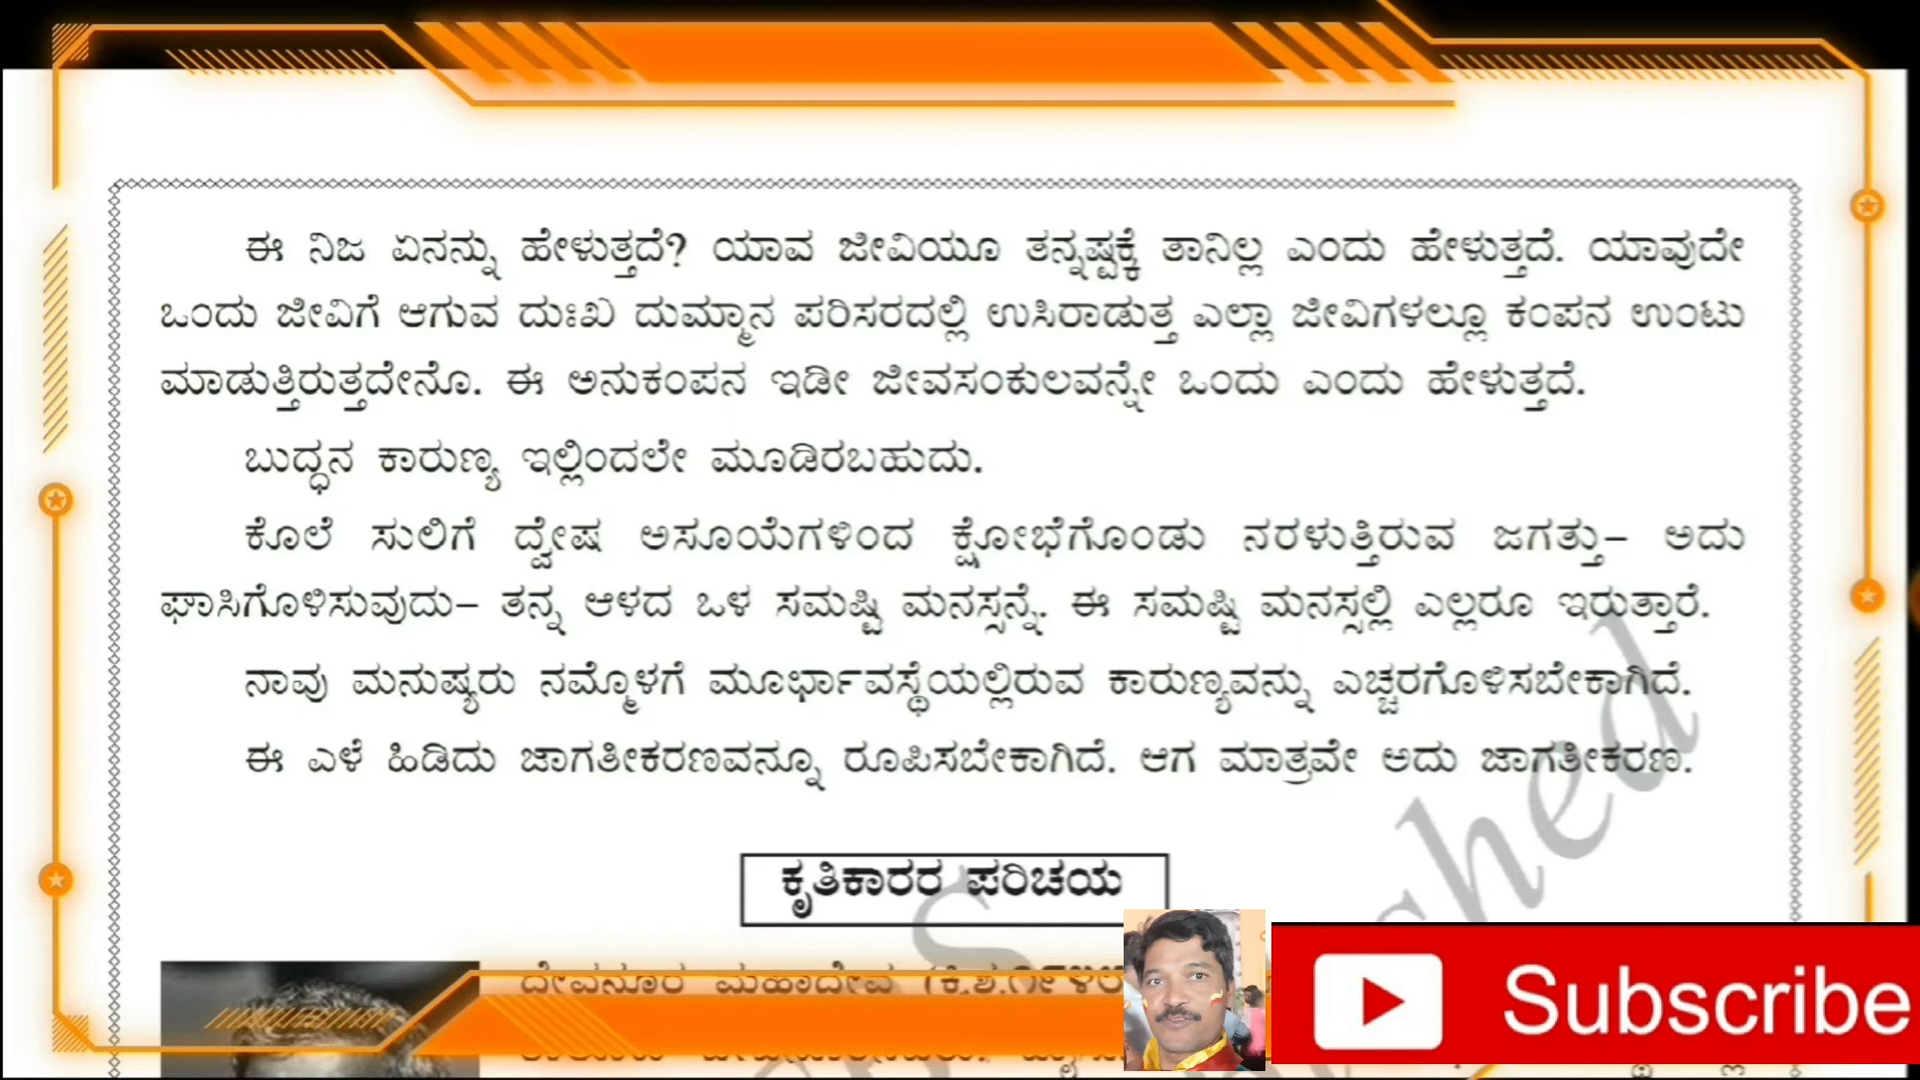 ಈ ನಿಜ ಏನನ್ನು ಹೇಳುತ್ತದೆ? ಯಾವ ಜೀವಿಯೂ ತನ್ನಷ್ಟಕ್ಕೆ ತಾನಿಲ್ಲ ಎಂದು ಹೇಳುತ್ತದೆ. ಯಾವುದೇ
ಒಂದು ಜೀವಿಗೆ ಆಗುವ ದುಃಖ ದುಮ್ಮಾನ ಪರಿಸರದಲ್ಲಿ ಉಸಿರಾಡುತ್ತ ಎಲ್ಲಾ ಜೀವಿಗಳಲ್ಲೂ ಕಂಪನ ಉಂಟು
ಮಾಡುತ್ತಿರುತ್ತದೇನೊ. ಈ ಅನುಕಂಪನ ಇಡೀ ಜೀವಸಂಕುಲವನ್ನೇ ಒಂದು ಎಂದು ಹೇಳುತ್ತದೆ.
ಬುದ್ಧನ ಕಾರುಣ್ಯ ಇಲ್ಲಿಂದಲೇ ಮೂಡಿರಬಹುದು.
ಕೊಲೆ ಸುಲಿಗೆ ದ್ವೇಷ ಅಸೂಯೆಗಳಿಂದ ಕ್ಷೋಭೆಗೊಂಡು ನರಳುತ್ತಿರುವ ಜಗತ್ತು– ಅದು
ಘಾಸಿಗೊಳಿಸುವುದು– ತನ್ನ ಆಳದ ಒಳ ಸಮಷ್ಟಿ ಮನಸ್ಸನ್ನೆ. ಈ ಸಮಷ್ಟಿ ಮನಸ್ಸಲ್ಲಿ ಎಲ್ಲರೂ ಇರುತ್ತಾರೆ.
ನಾವು ಮನುಷ್ಯರು ನಮ್ಮೊಳಗೆ ಮೂರ್ಛಾವಸ್ಥೆಯಲ್ಲಿರುವ ಕಾರುಣ್ಯವನ್ನು ಎಚ್ಚರಗೊಳಿಸಬೇಕಾಗಿದೆ.
ಈ ಎಳೆ ಹಿಡಿದು ಜಾಗತೀಕರಣವನ್ನೂ ರೂಪಿಸಬೇಕಾಗಿದೆ. ಆಗ ಮಾತ್ರವೇ ಅದು ಜಾಗತೀಕರಣ.
ಕೃತಿಕಾರರ ಪರಿಚಯ
ದೇವನೂರ ಮಹಾದೇವ
Subscribe